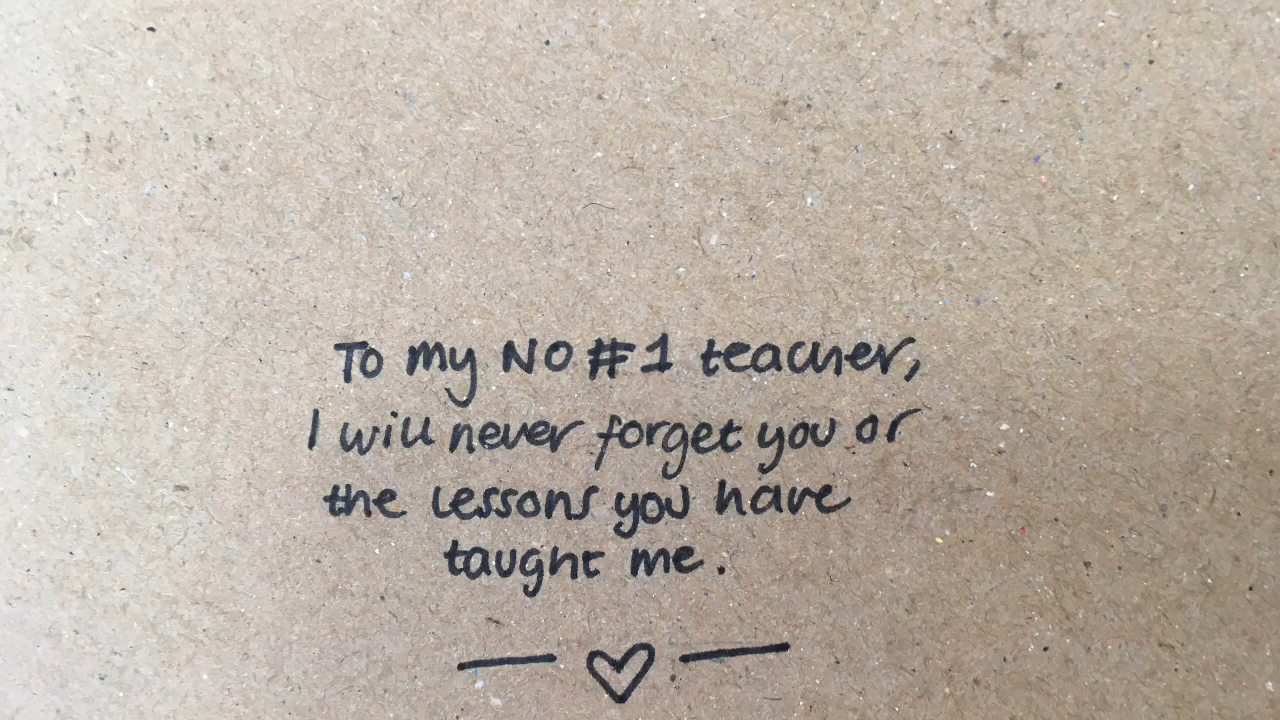 To my NO #1 teacher,
I will never forget you or
the lessons you have
taught me.